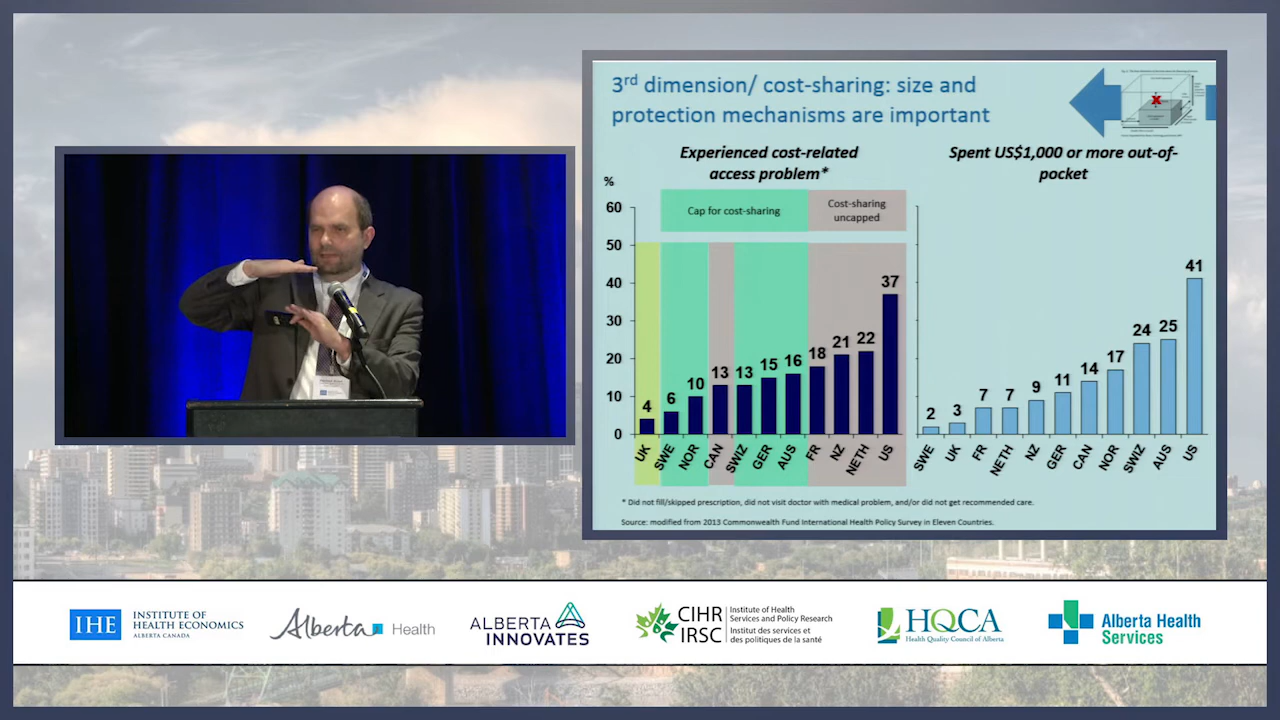 3rd dimension/ cost-sharing: size and
protection mechanisms are important
Experienced cost-related
access problem*
%
Cap for cost-sharing
Cost-sharing
uncapped
60
50
40
30
20
10
0
4
6
10
13
13
15
16
18
21
22
37
UK
SWE
NOR
CAN
SWIZ
GER
AUS
FR
NZ
NETH
US
Spent US$1,000 or more out-of-
pocket
2
3
7
7
9
11
14
17
24
25
41
SWE
UK
FR
NETH
NZ
GER
CAN
NOR
SWIZ
AUS
US
* Did not fill/skipped prescription, did not visit doctor with medical problem, and/or did not get recommended care.
Source: modified from 2013 Commonwealth Fund International Health Policy Survey in Eleven Countries.
IHE
INSTITUTE OF
HEALTH ECONOMICS
ALBERTA CANADA
Alberta Health
ALBERTA
INNOVATES
CIHR
IRSC
Institute of Health
Services and Policy Research
Institut des services et
des politiques de la santé
HQCA
Health Quality Council of Alberta
Alberta Health
Services